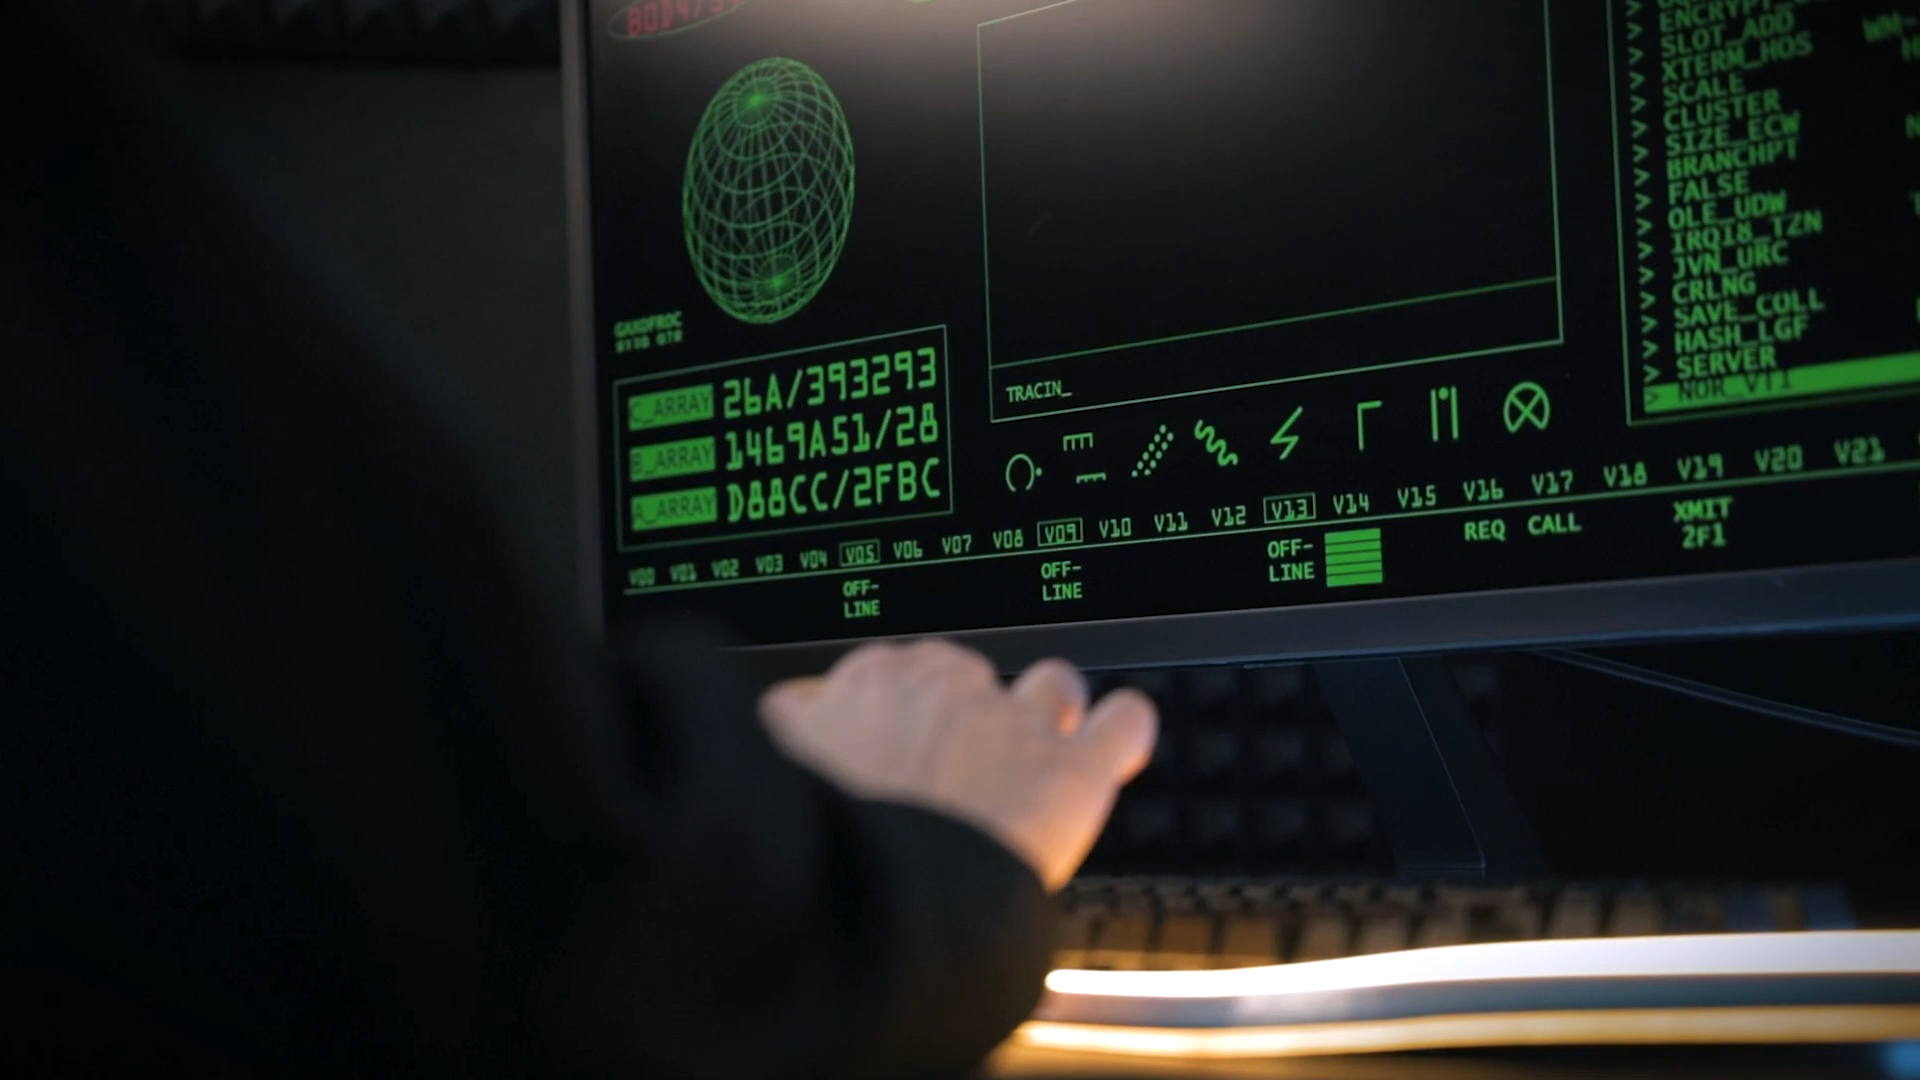 TRACIN_
C_ARRAY 26A/393293
B_ARRAY 1469A51/28
A_ARRAY D88CC/2FBC
V00 V01 V02 V03 V04 V05 V06 V07 V08 V09 V10 V11 V12 V13 V14 V15 V16 V17 V18 V19 V20 V21
OFF-
LINE
OFF-
LINE
OFF-
LINE
REQ
CALL
XMIT
2F1
> SLOT_ADD
> XTERM_HOS
> SCALE
> CLUSTER
> SIZE_ECW
> BRANCHPT
> FALSE
> OLE_UDW
> IRQI8_TZN
> JVN_URC
> CRLNG
> SAVE_COLL
> HASH_LGF
> SERVER
> NOR_VTI